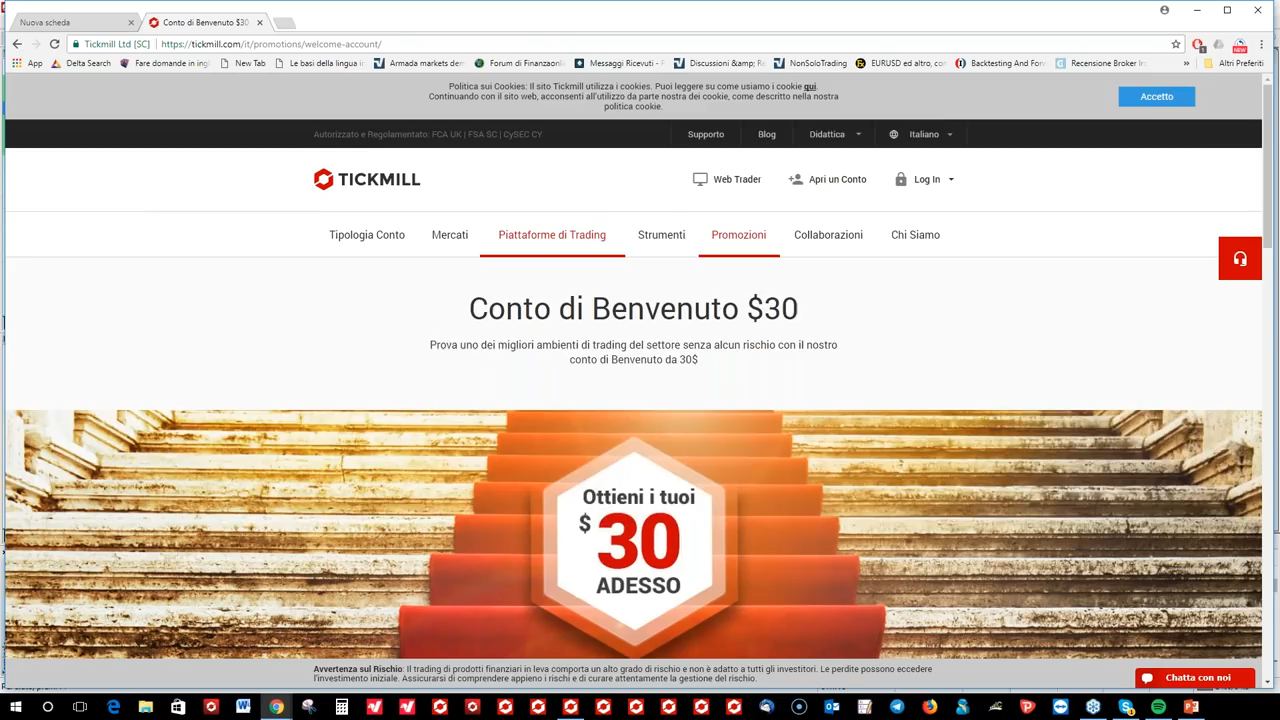 Nuova scheda
Conto di Benvenuto $30
Tickmill Ltd [SC]
https://tickmill.com/it/promotions/welcome-account/
App
Delta Search
Fare domande in ingl
New Tab
Le basi della lingua i
Armada markets dem
Forum di Finanzaonli
Messaggi Ricevuti - F
Discussioni &amp; R
NonSoloTrading
EURUSD ed altro, con
Backtesting And Forw
Recensione Broker In
»
Altri Preferiti
Politica sui Cookies: Il sito Tickmill utilizza i cookies. Puoi leggere su come usiamo i cookie qui.
Continuando con il sito web, acconsenti all'utilizzo da parte nostra dei cookie, come descritto nella nostra
politica cookie.
Accetto
Autorizzato e Regolamentato: FCA UK | FSA SC | CySEC CY
Supporto
Blog
Didattica
Italiano
TICKMILL
Web Trader
Apri un Conto
Log In
Tipologia Conto
Mercati
Piattaforme di Trading
Strumenti
Promozioni
Collaborazioni
Chi Siamo
Conto di Benvenuto $30
Prova uno dei migliori ambienti di trading del settore senza alcun rischio con il nostro
conto di Benvenuto da 30$
Ottieni i tuoi
$ 30
ADESSO
Avvertenza sul Rischio: Il trading di prodotti finanziari in leva comporta un alto grado di rischio e non è adatto a tutti gli investitori. Le perdite possono eccedere
l'investimento iniziale. Assicurarsi di comprendere appieno i rischi e di curare attentamente la gestione del rischio.
Chatta con noi